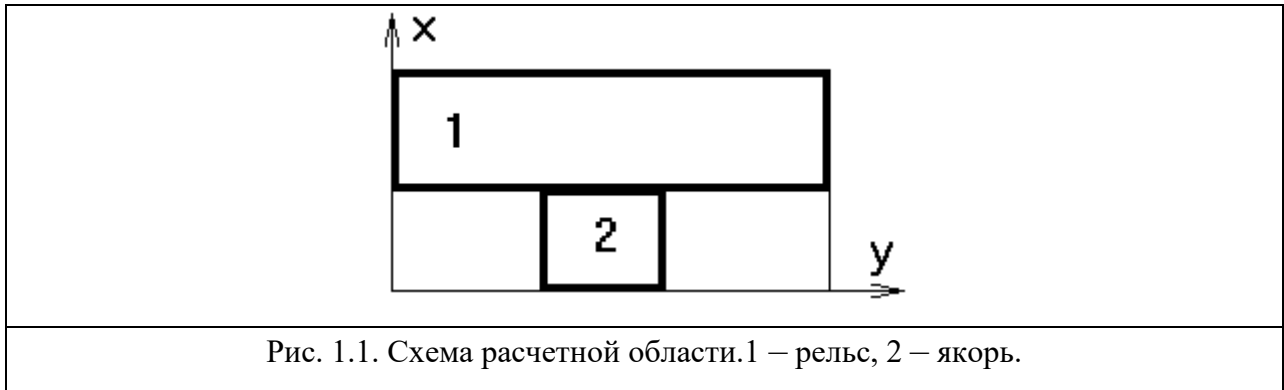 x
1
2
y
Рис. 1.1. Схема расчетной области.1 – рельс, 2 – якорь.